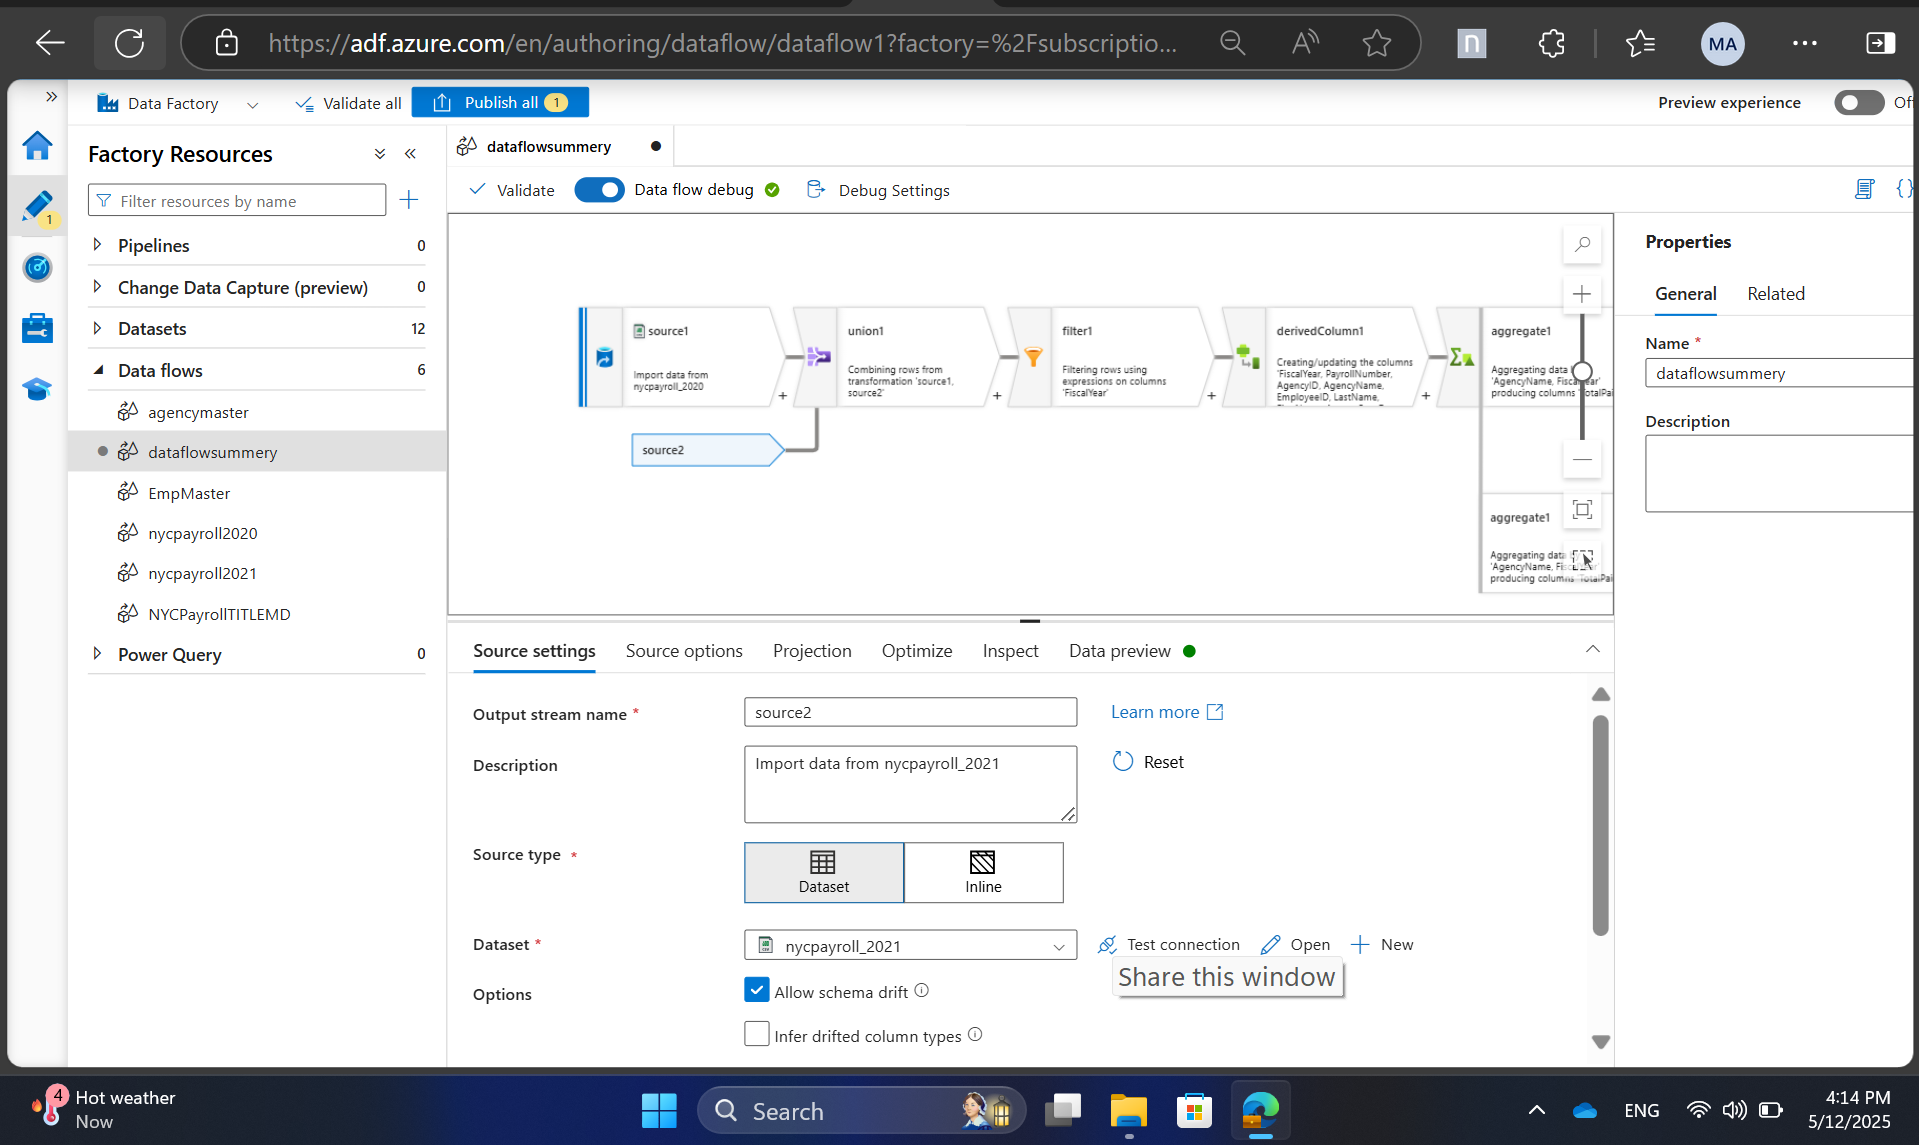 https://adf.azure.com/en/authoring/dataflow/dataflow1?factory=%2Fsubscriptio...
MA
Data Factory
Validate all
Publish all 1
Preview experience
Off
Factory Resources
Filter resources by name
1
Pipelines 0
Change Data Capture (preview) 0
Datasets 12
Data flows 6
agencymaster
dataflowsummery
EmpMaster
nycpayroll2020
nycpayroll2021
NYCPayrollTITLEMD
Power Query 0
dataflowsummery
Validate
Data flow debug
Debug Settings
source1
Import data from
nycpayroll_2020
union1
Combining rows from
transformation 'source1,
source2'
filter1
Filtering rows using
expressions on columns
'FiscalYear'
derivedColumn1
Creating/updating the columns
'FiscalYear, PayrollNumber,
AgencyID, AgencyName,
EmployeeID, LastName,
aggregate1
Aggregating data
'AgencyName, FiscalYear'
producing columns 'TotalPai
source2
aggregate1
Aggregating data
'AgencyName,
producing columns 'TotalPai
Source settings
Source options
Projection
Optimize
Inspect
Data preview
Output stream name *
source2
Learn more
Description
Import data from nycpayroll_2021
Reset
Source type *
Dataset
Inline
Dataset *
nycpayroll_2021
Test connection
Open
New
Share this window
Options
Allow schema drift
Infer drifted column types
Properties
General
Related
Name *
dataflowsummery
Description
4
Hot weather
Now
Search
ENG
4:14 PM
5/12/2025